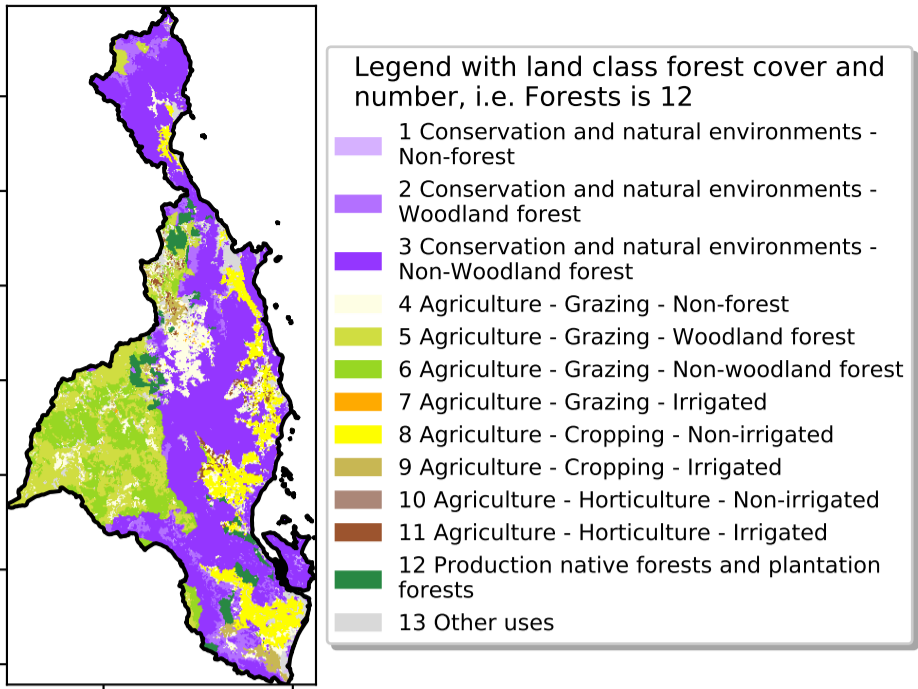 Legend with land class forest cover and
number, i.e. Forests is 12
1 Conservation and natural environments -
Non-forest
2 Conservation and natural environments -
Woodland forest
3 Conservation and natural environments -
Non-Woodland forest
4 Agriculture - Grazing - Non-forest
5 Agriculture - Grazing - Woodland forest
6 Agriculture - Grazing - Non-woodland forest
7 Agriculture - Grazing - Irrigated
8 Agriculture - Cropping - Non-irrigated
9 Agriculture - Cropping - Irrigated
10 Agriculture - Horticulture - Non-irrigated
11 Agriculture - Horticulture - Irrigated
12 Production native forests and plantation
forests
13 Other uses